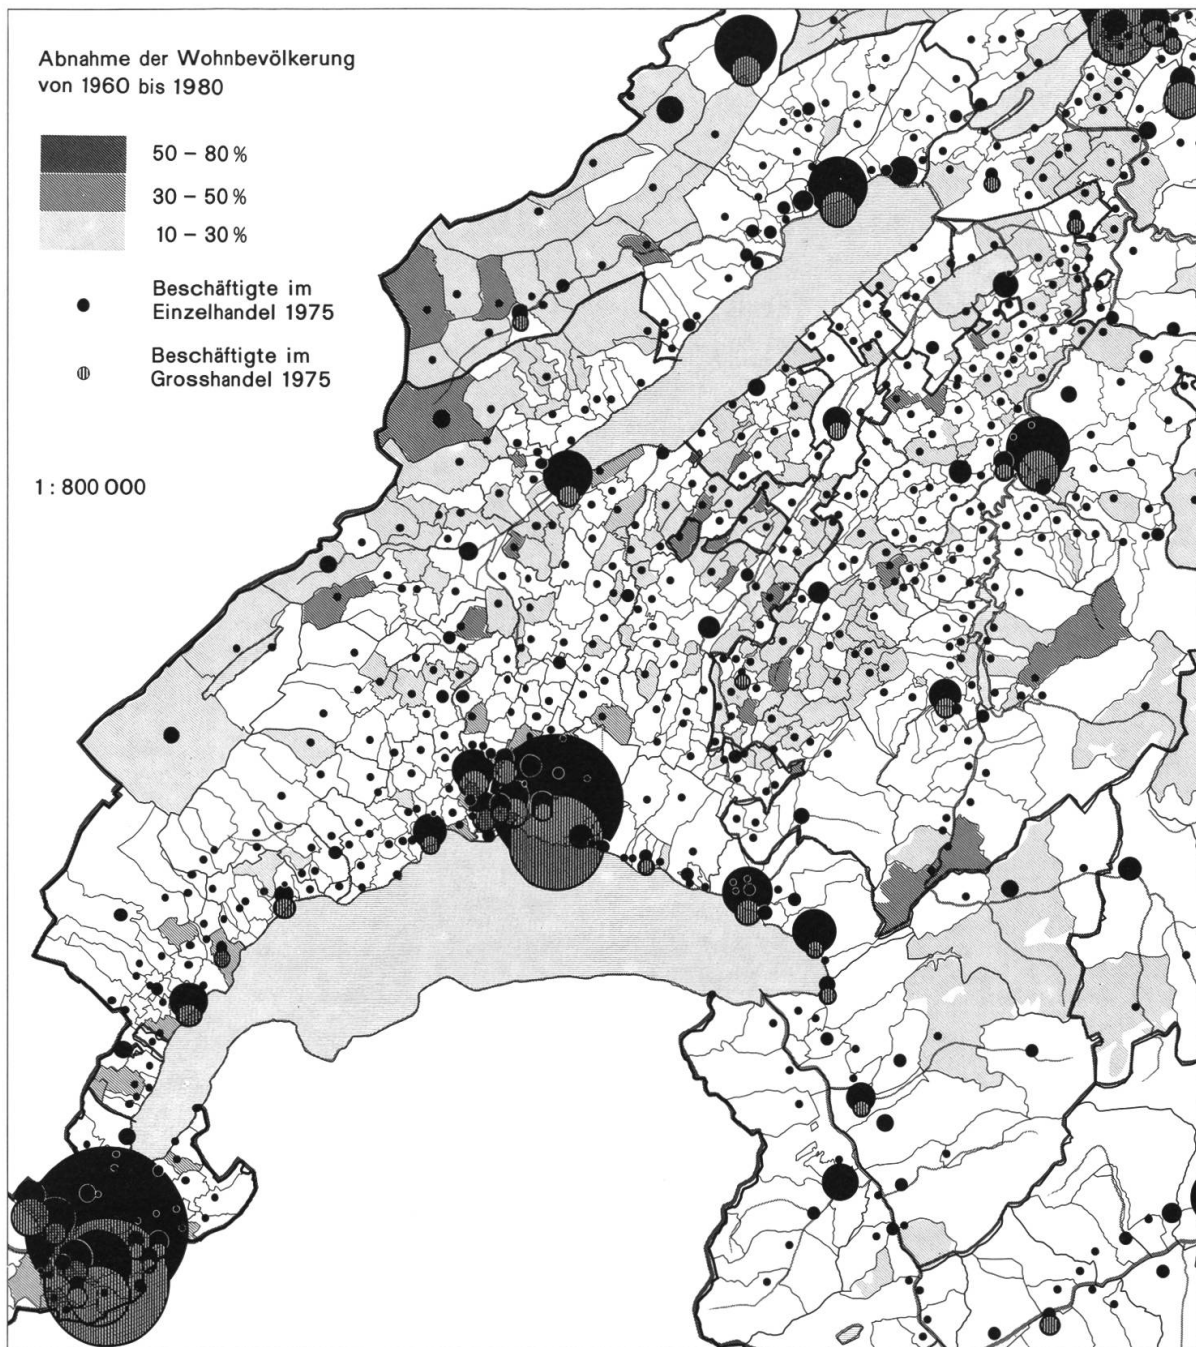 Abnahme der Wohnbevölkerung
von 1960 bis 1980
50 – 80 %
30 – 50 %
10 – 30 %
Beschäftigte im
Einzelhandel 1975
Beschäftigte im
Grosshandel 1975
1 : 800 000